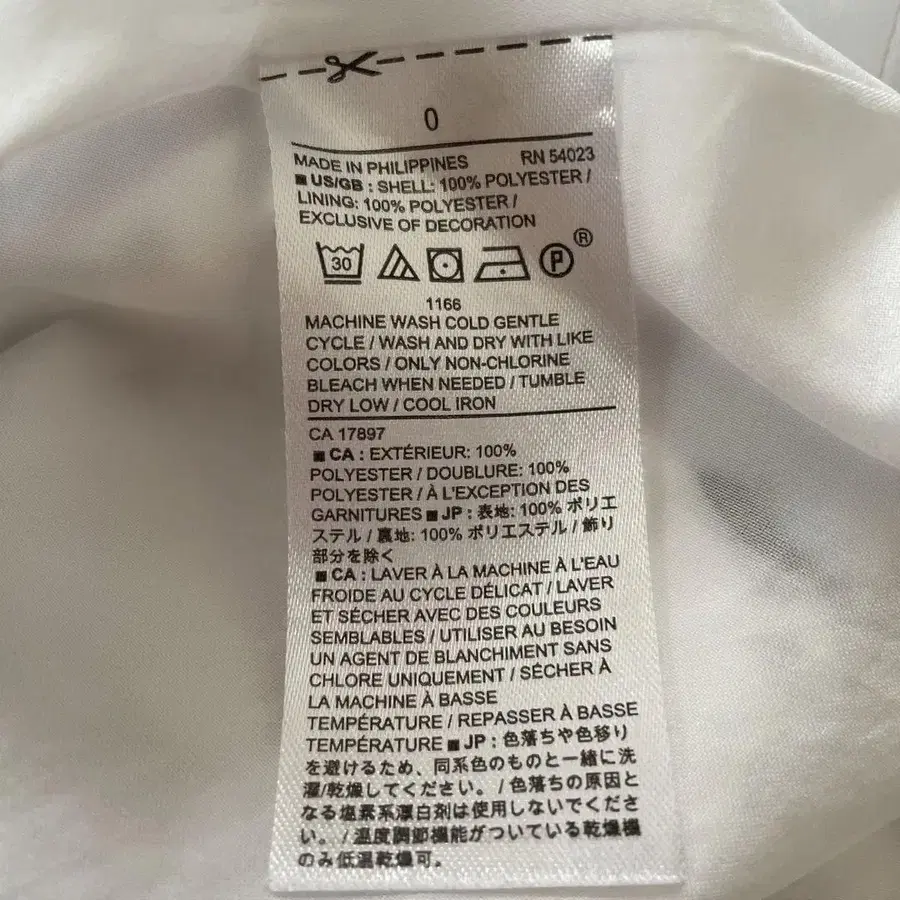 0
MADE IN PHILIPPINES RN 54023
■ US/GB : SHELL: 100% POLYESTER /
LINING: 100% POLYESTER /
EXCLUSIVE OF DECORATION
30 P ®
1166
MACHINE WASH COLD GENTLE
CYCLE / WASH AND DRY WITH LIKE
COLORS / ONLY NON-CHLORINE
BLEACH WHEN NEEDED / TUMBLE
DRY LOW / COOL IRON
CA 17897
■ CA : EXTÉRIEUR: 100%
POLYESTER / DOUBLURE: 100%
POLYESTER / À L'EXCEPTION DES
GARNITURES ■ JP : 表地: 100% ポリエ
ステル / 裏地: 100% ポリエステル / 飾り
部分を除く
■ CA : LAVER À LA MACHINE À L'EAU
FROIDE AU CYCLE DÉLICAT / LAVER
ET SÉCHER AVEC DES COULEURS
SEMBLABLES / UTILISER AU BESOIN
UN AGENT DE BLANCHIMENT SANS
CHLORE UNIQUEMENT / SÉCHER À
LA MACHINE À BASSE
TEMPÉRATURE / REPASSER À BASSE
TEMPÉRATURE ■ JP : 色落ちや色移り
を避けるため、同系色のものと一緒に洗
濯/乾燥してください。 / 色落ちの原因と
なる塩素系漂白剤は使用しないでくださ
い。 / 温度調節機能がついている乾燥機
のみ低温乾燥可。